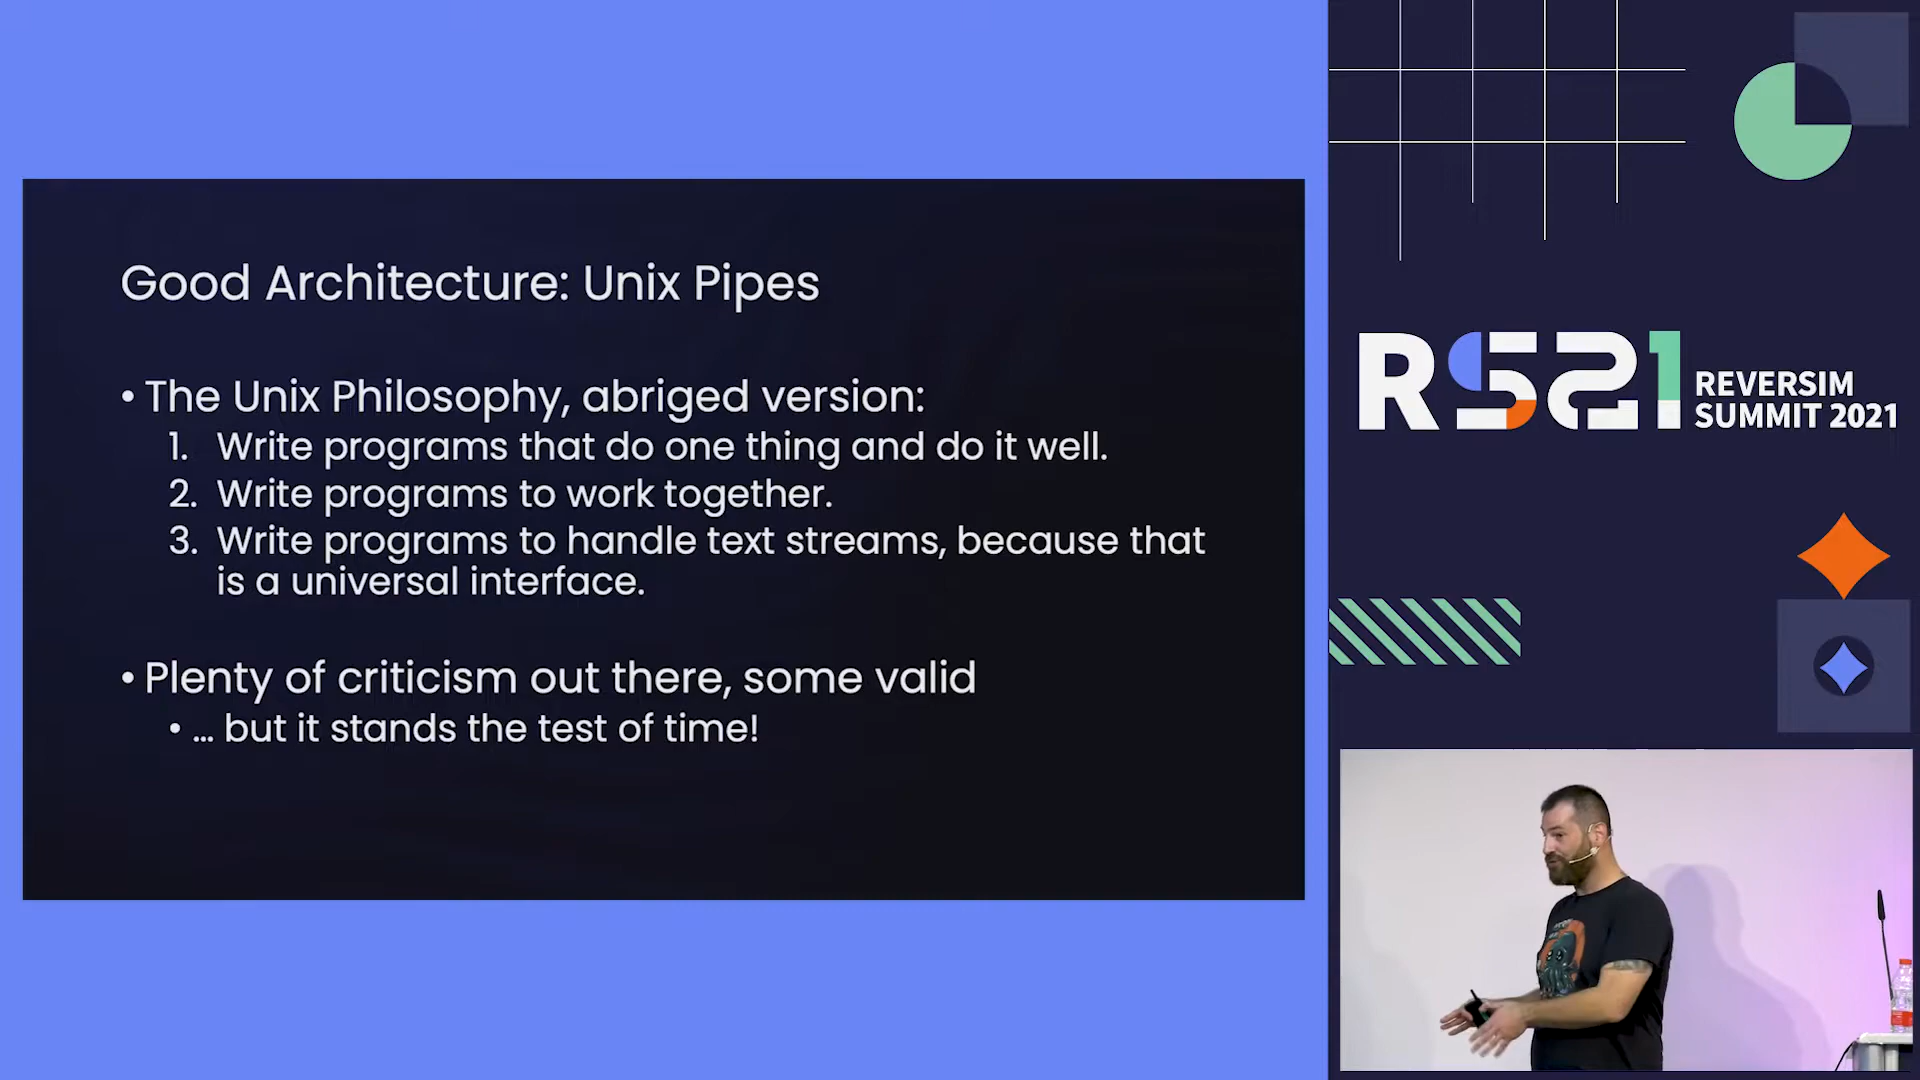 Good Architecture: Unix Pipes
• The Unix Philosophy, abriged version:
1. Write programs that do one thing and do it well.
2. Write programs to work together.
3. Write programs to handle text streams, because that
is a universal interface.
• Plenty of criticism out there, some valid
• … but it stands the test of time!
RS21
REVERSIM
SUMMIT 2021